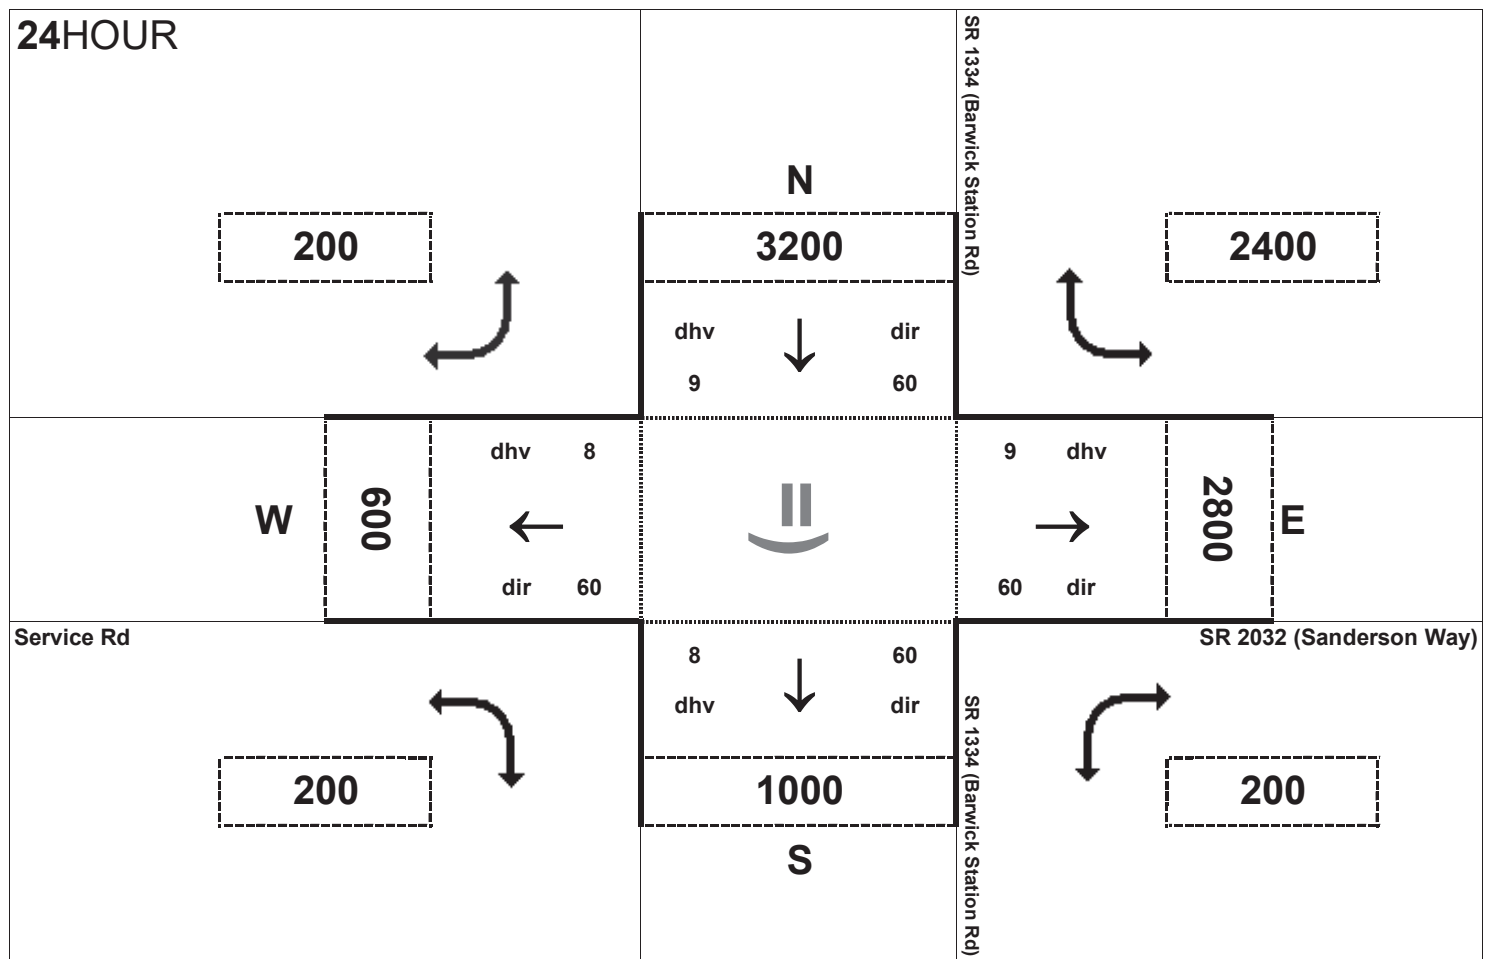 24HOUR
SR 1334 (Barwick Station Rd)
N
200
3200
2400
dhv dir
9 60
dhv 8
9 dhv
W
600
2800
E
dir 60
60 dir
Service Rd
SR 2032 (Sanderson Way)
8 60
dhv dir
SR 1334 (Barwick Station Rd)
200
1000
200
S